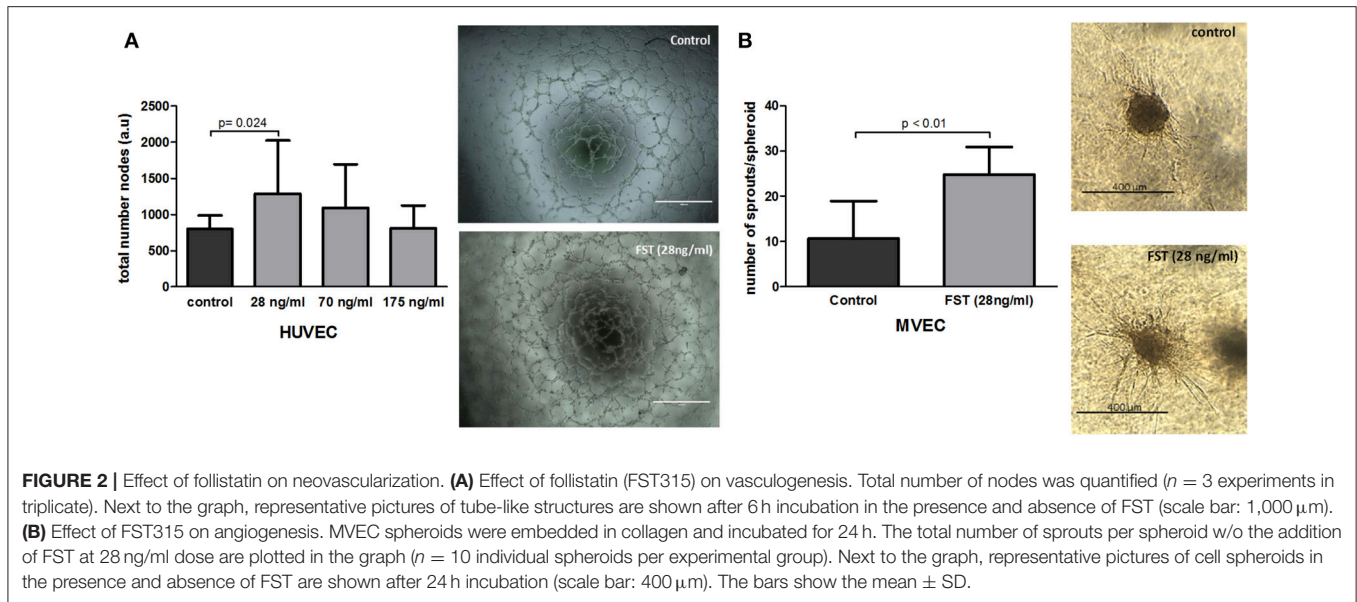 A
total number nodes (a.u)
2500
2000
1500
1000
500
0
p= 0.024
control 28 ng/ml 70 ng/ml 175 ng/ml
HUVEC
Control
FST (28ng/ml)
B
number of sprouts/spheroid
40
30
20
10
0
p < 0.01
Control FST (28ng/ml)
MVEC
control
400 µm
FST (28 ng/ml)
400 µm
FIGURE 2 | Effect of follistatin on neovascularization. (A) Effect of follistatin (FST315) on vasculogenesis. Total number of nodes was quantified (n = 3 experiments in
triplicate). Next to the graph, representative pictures of tube-like structures are shown after 6 h incubation in the presence and absence of FST (scale bar: 1,000 µm).
(B) Effect of FST315 on angiogenesis. MVEC spheroids were embedded in collagen and incubated for 24 h. The total number of sprouts per spheroid w/o the addition
of FST at 28 ng/ml dose are plotted in the graph (n = 10 individual spheroids per experimental group). Next to the graph, representative pictures of cell spheroids in
the presence and absence of FST are shown after 24 h incubation (scale bar: 400 µm). The bars show the mean ± SD.